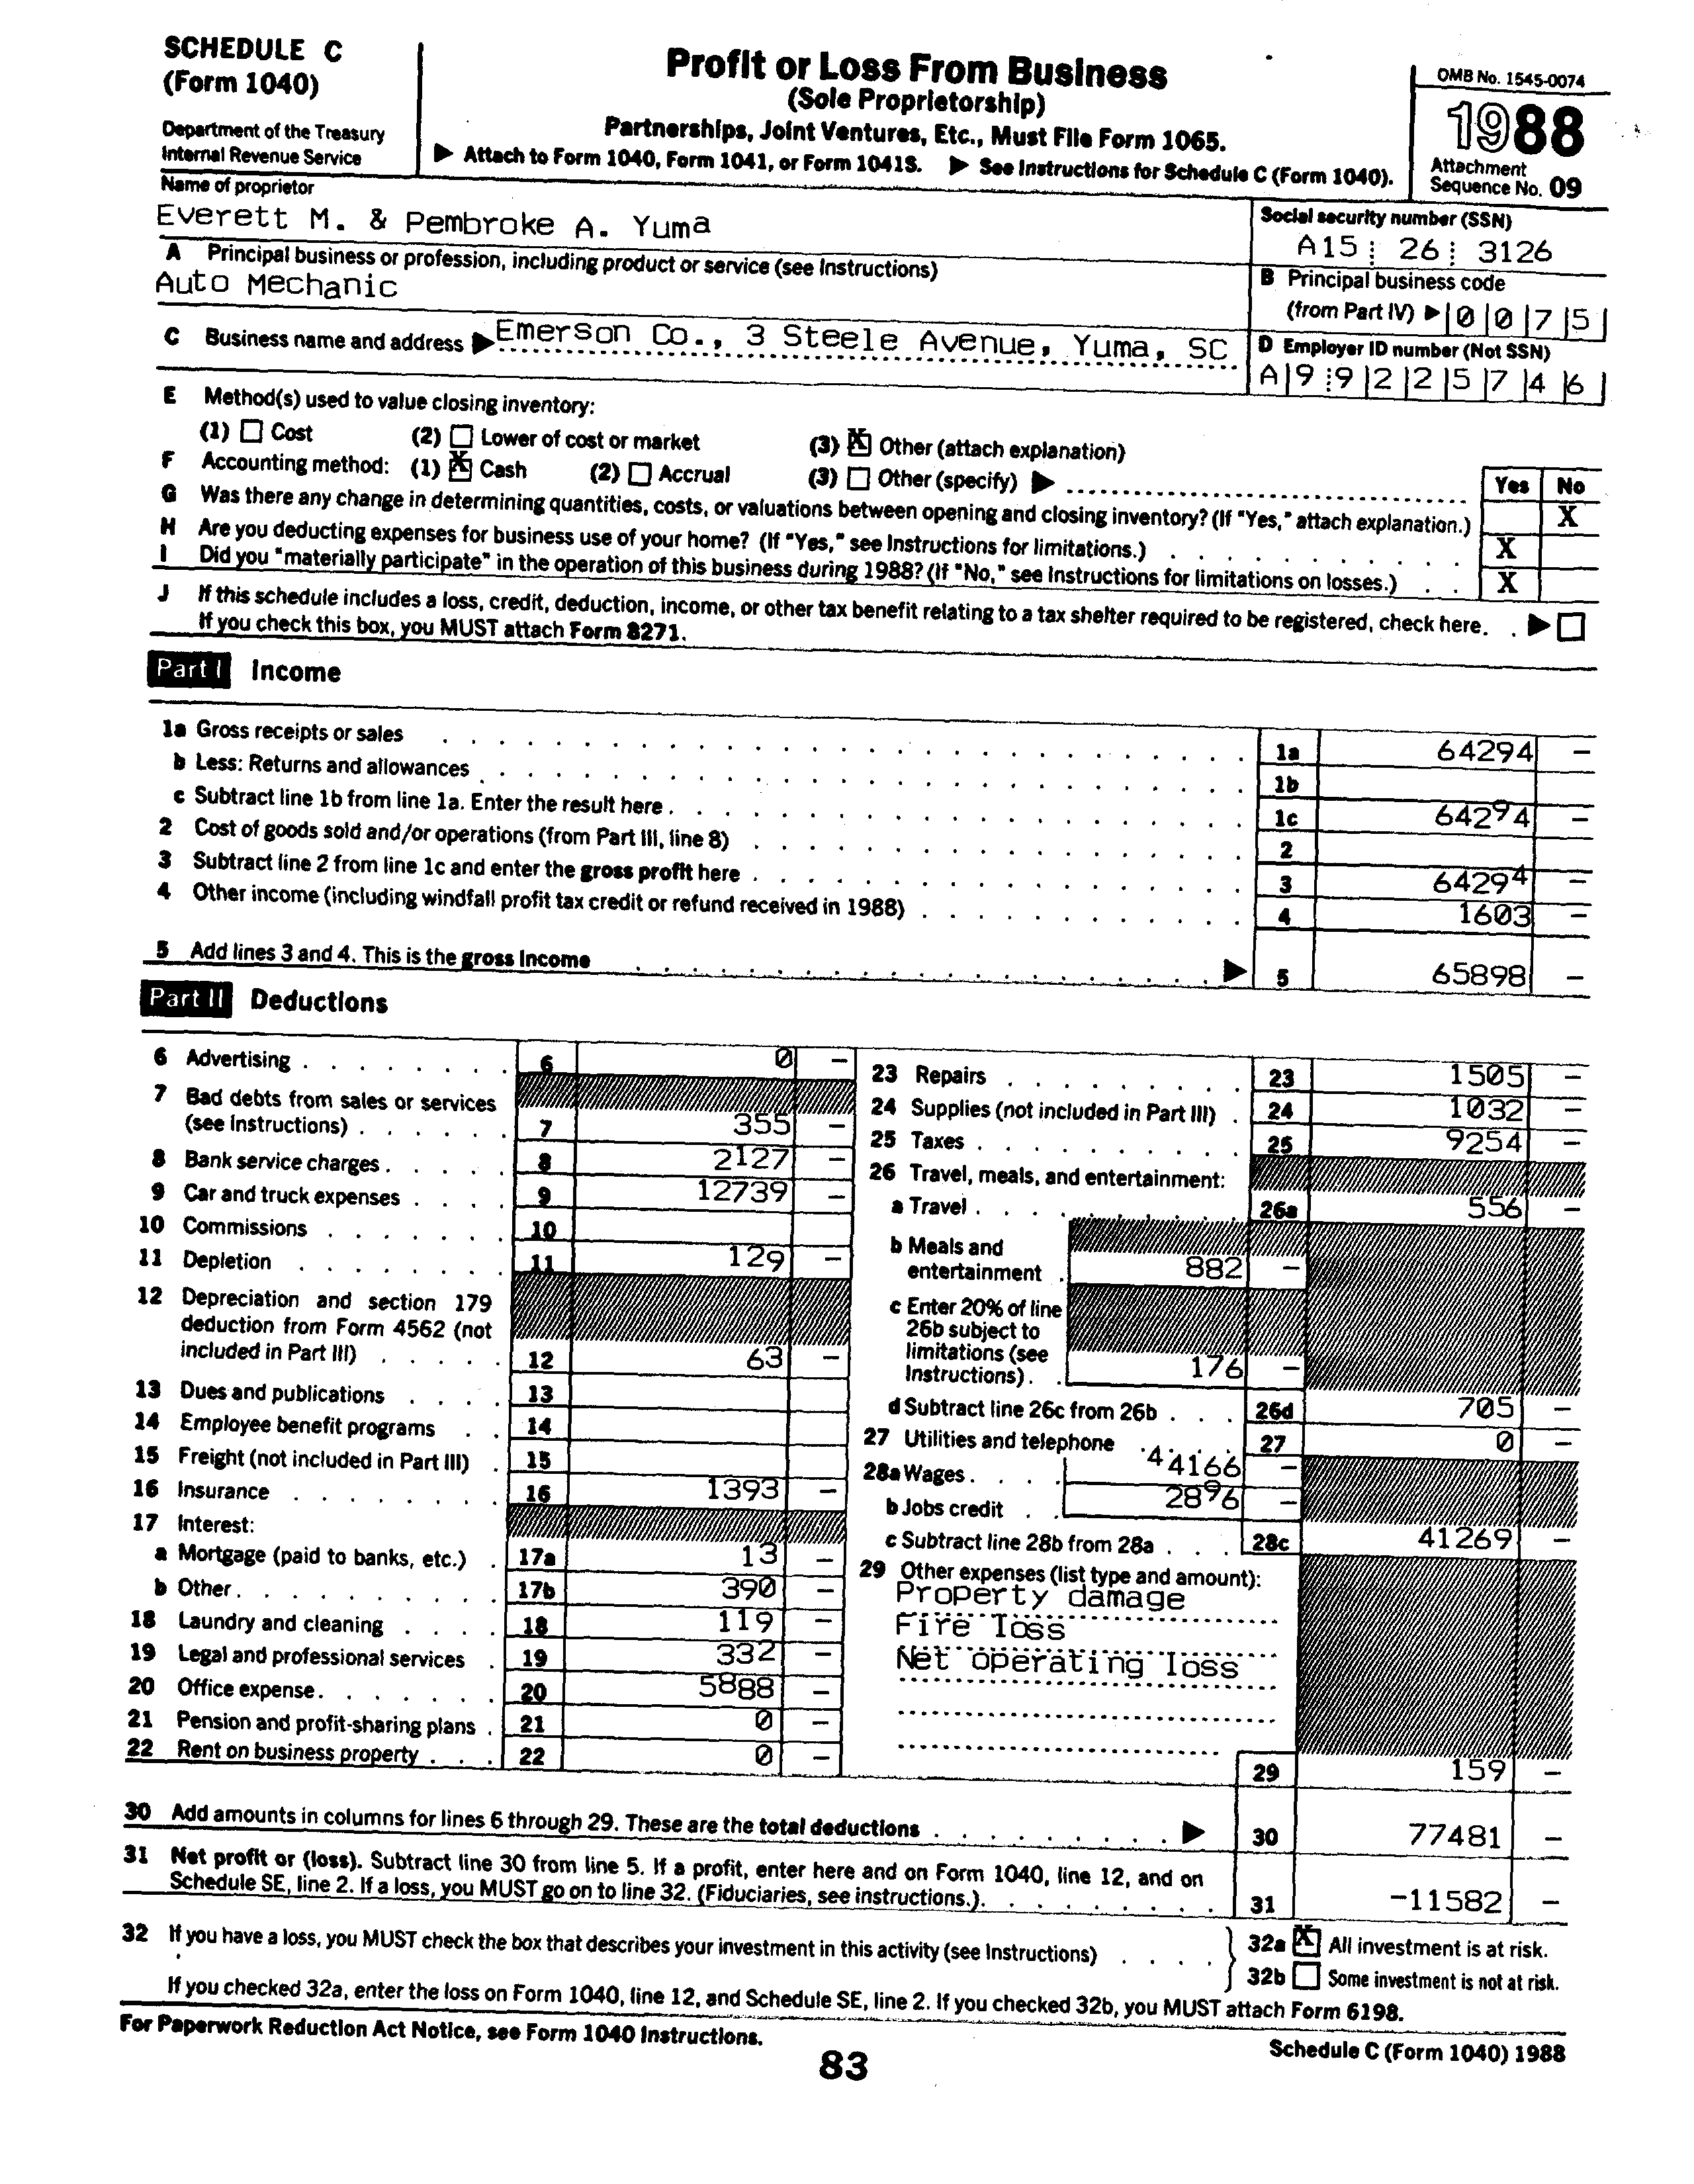 SCHEDULE C
(Form 1040)
Department of the Treasury
Internal Revenue Service
Profit or Loss From Business
(Sole Proprietorship)
Partnerships, Joint Ventures, Etc., Must File Form 1065.
▶ Attach to Form 1040, Form 1041, or Form 1041S. ▶ See Instructions for Schedule C (Form 1040).
OMB No. 1545-0074
1988
Attachment
Sequence No. 09
Name of proprietor
Everett M. & Pembroke A. Yuma
Social security number (SSN)
A15 26 3126
A Principal business or profession, including product or service (see Instructions)
Auto Mechanic
B Principal business code
(from Part IV) ▶ 0 0 7 5
C Business name and address ▶ Emerson Co., 3 Steele Avenue, Yuma, SC
D Employer ID number (Not SSN)
A 9 9 2 2 5 7 4 6
E Method(s) used to value closing inventory:
(1) Cost (2) Lower of cost or market (3) X Other (attach explanation)
F Accounting method: (1) X Cash (2) Accrual (3) Other (specify) ▶
Yes No
G Was there any change in determining quantities, costs, or valuations between opening and closing inventory? (If "Yes," attach explanation.) X
H Are you deducting expenses for business use of your home? (If "Yes," see Instructions for limitations.) X
I Did you "materially participate" in the operation of this business during 1988? (If "No," see Instructions for limitations on losses.) X
J If this schedule includes a loss, credit, deduction, income, or other tax benefit relating to a tax shelter required to be registered, check here. ▶
If you check this box, you MUST attach Form 8271.
Part I Income
1a Gross receipts or sales 1a 64294 –
b Less: Returns and allowances 1b
c Subtract line 1b from line 1a. Enter the result here 1c 64294 –
2 Cost of goods sold and/or operations (from Part III, line 8) 2
3 Subtract line 2 from line 1c and enter the gross profit here 3 64294 –
4 Other income (including windfall profit tax credit or refund received in 1988) 4 1603 –
5 Add lines 3 and 4. This is the gross income ▶ 5 65898 –
Part II Deductions
6 Advertising 6 0 –
7 Bad debts from sales or services
(see Instructions) 7 355 –
8 Bank service charges 8 2127 –
9 Car and truck expenses 9 12739 –
10 Commissions 10
11 Depletion 11 129 –
12 Depreciation and section 179
deduction from Form 4562 (not
included in Part III) 12 63 –
13 Dues and publications 13
14 Employee benefit programs 14
15 Freight (not included in Part III) 15
16 Insurance 16 1393 –
17 Interest:
a Mortgage (paid to banks, etc.) 17a 13 –
b Other 17b 390 –
18 Laundry and cleaning 18 119 –
19 Legal and professional services 19 332 –
20 Office expense 20 5888 –
21 Pension and profit-sharing plans 21 0 –
22 Rent on business property 22 0 –
23 Repairs 23 1505 –
24 Supplies (not included in Part III) 24 1032 –
25 Taxes 25 9254 –
26 Travel, meals, and entertainment:
a Travel 26a 556 –
b Meals and
entertainment 882 –
c Enter 20% of line
26b subject to
limitations (see
Instructions) 176 –
d Subtract line 26c from 26b 26d 705 –
27 Utilities and telephone 27 0 –
28a Wages 44166 –
b Jobs credit 2896 –
c Subtract line 28b from 28a 28c 41269 –
29 Other expenses (list type and amount):
Property damage
Fire loss
Net operating loss
29 159 –
30 Add amounts in columns for lines 6 through 29. These are the total deductions ▶ 30 77481 –
31 Net profit or (loss). Subtract line 30 from line 5. If a profit, enter here and on Form 1040, line 12, and on
Schedule SE, line 2. If a loss, you MUST go on to line 32. (Fiduciaries, see instructions.) 31 -11582 –
32 If you have a loss, you MUST check the box that describes your investment in this activity (see Instructions)
32a X All investment is at risk.
32b Some investment is not at risk.
If you checked 32a, enter the loss on Form 1040, line 12, and Schedule SE, line 2. If you checked 32b, you MUST attach Form 6198.
For Paperwork Reduction Act Notice, see Form 1040 Instructions.
Schedule C (Form 1040) 1988
83